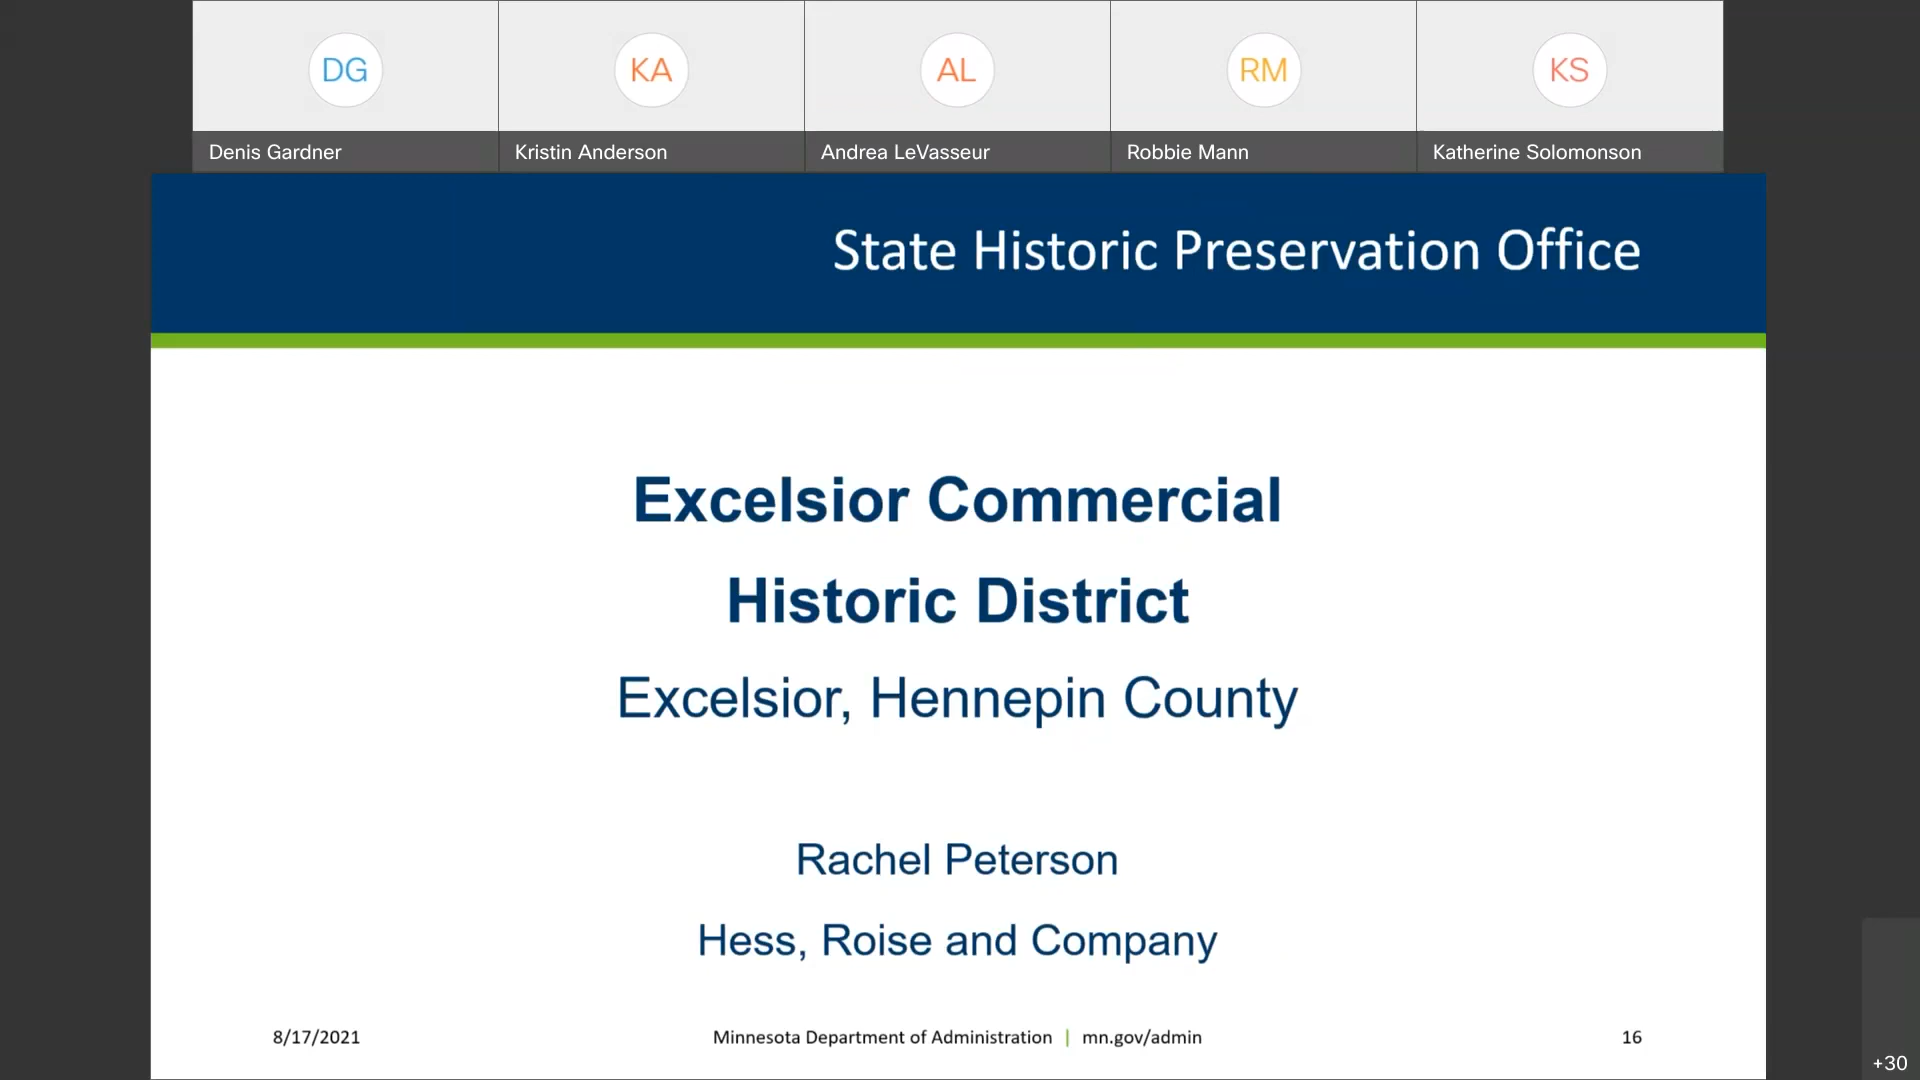 DG
KA
AL
RM
KS
Denis Gardner
Kristin Anderson
Andrea LeVasseur
Robbie Mann
Katherine Solomonson
State Historic Preservation Office
Excelsior Commercial
Historic District
Excelsior, Hennepin County
Rachel Peterson
Hess, Roise and Company
8/17/2021
Minnesota Department of Administration | mn.gov/admin
16
+30